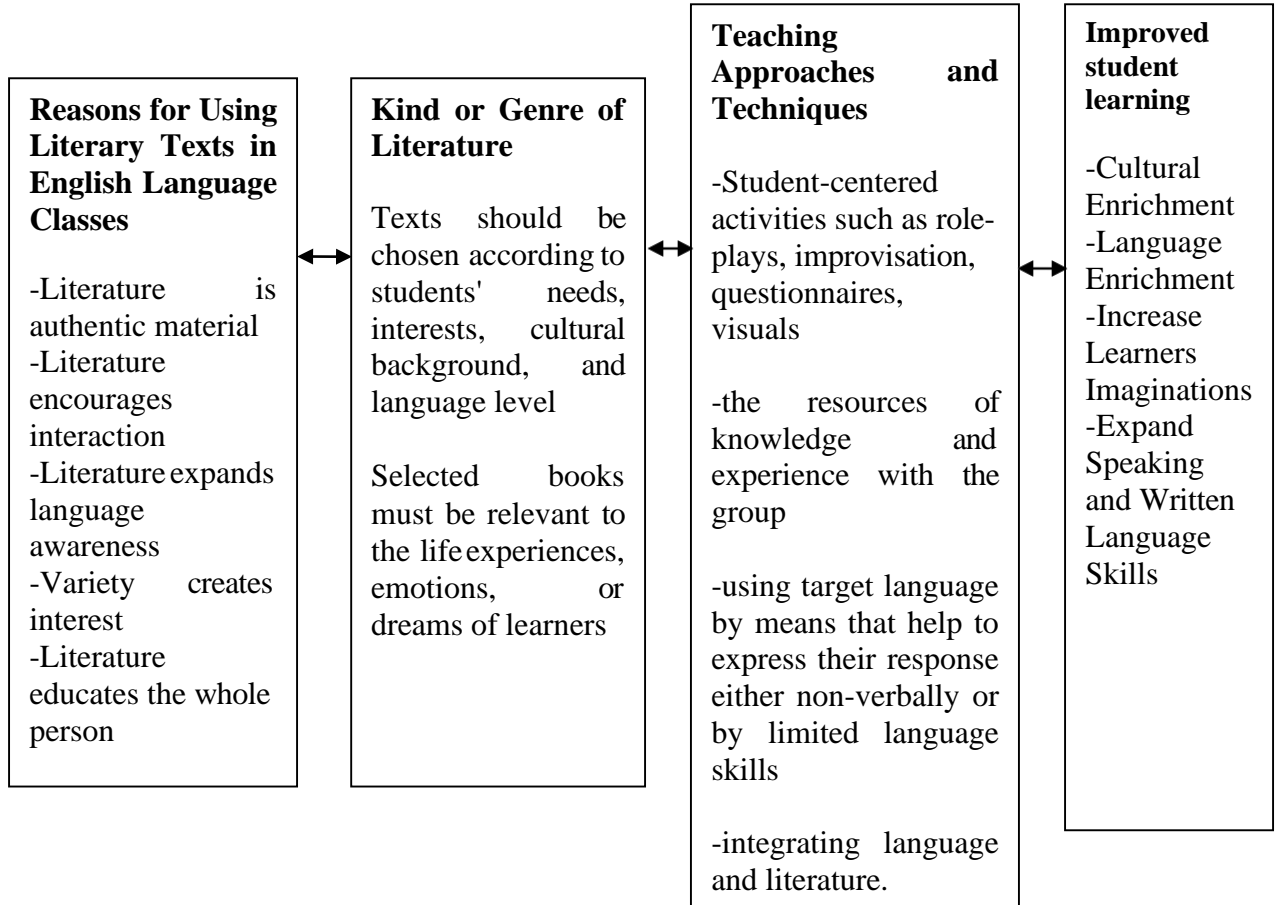 Reasons for Using
Literary Texts in
English Language
Classes
-Literature is
authentic material
-Literature
encourages
interaction
-Literature expands
language
awareness
-Variety creates
interest
-Literature
educates the whole
person
Kind or Genre of
Literature
Texts should be
chosen according to
students' needs,
interests, cultural
background, and
language level
Selected books
must be relevant to
the life experiences,
emotions, or
dreams of learners
Teaching
Approaches and
Techniques
-Student-centered
activities such as role-
plays, improvisation,
questionnaires,
visuals
-the resources of
knowledge and
experience with the
group
-using target language
by means that help to
express their response
either non-verbally or
by limited language
skills
-integrating language
and literature.
Improved
student
learning
-Cultural
Enrichment
-Language
Enrichment
-Increase
Learners
Imaginations
-Expand
Speaking
and Written
Language
Skills